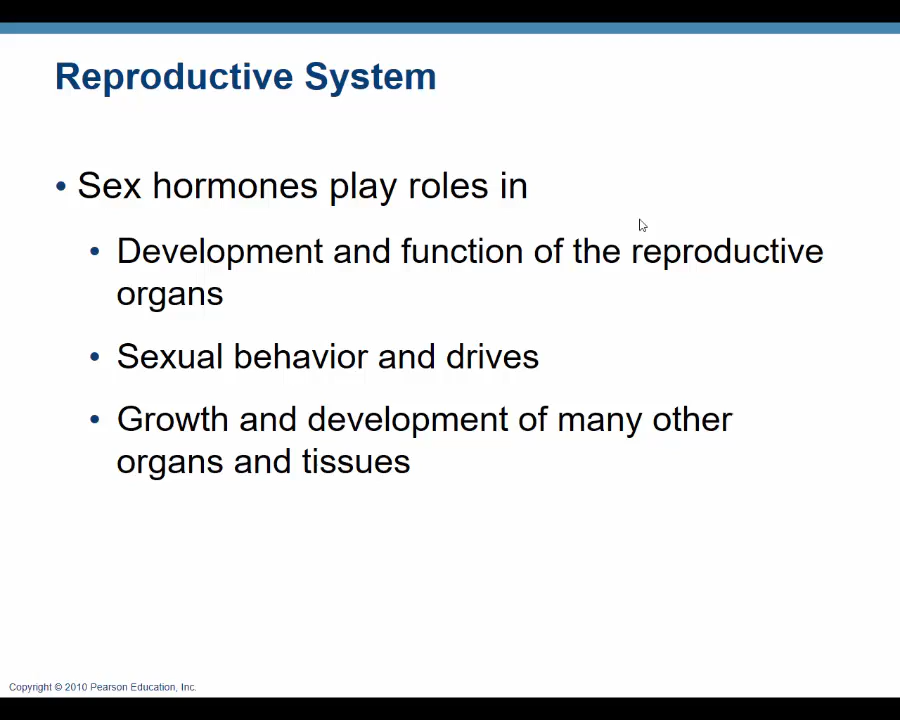 Reproductive System
• Sex hormones play roles in
• Development and function of the reproductive
organs
• Sexual behavior and drives
• Growth and development of many other
organs and tissues
Copyright © 2010 Pearson Education, Inc.